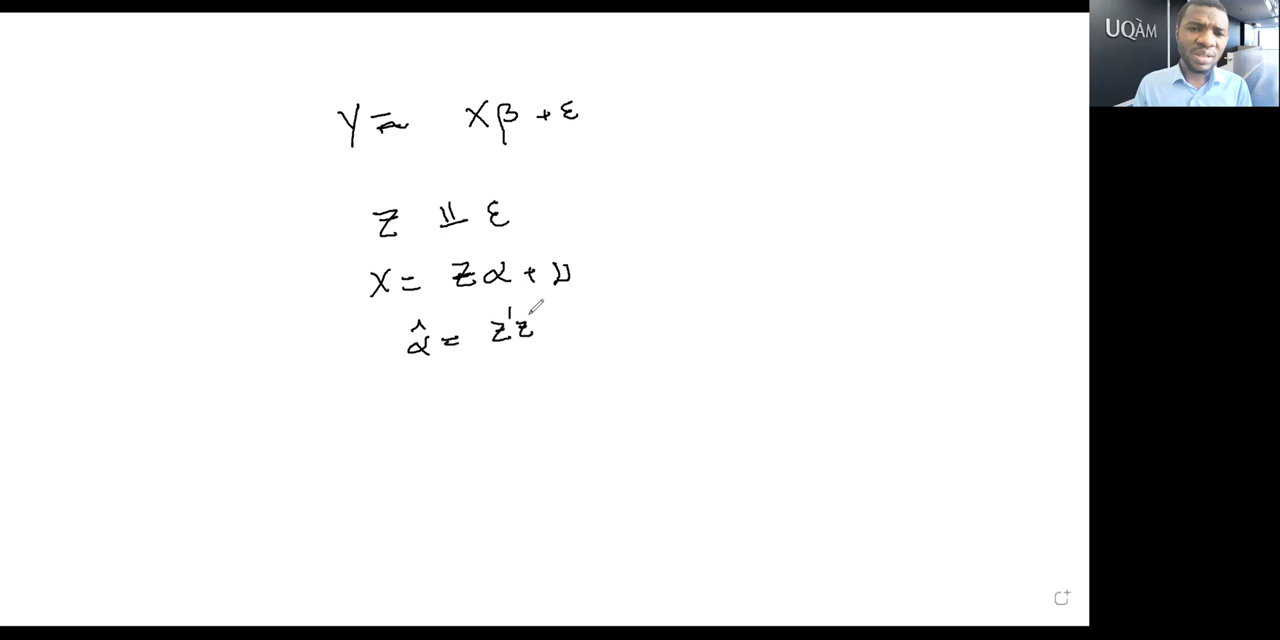 UQÀM
Y = Xβ + ε
Z ⫫ ε
X = Zα + υ
α̂ = Z'Z